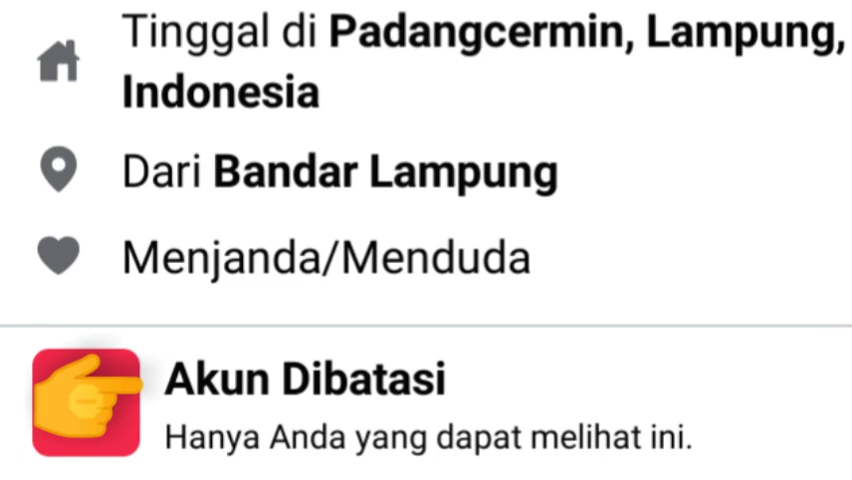 Tinggal di Padangcermin, Lampung,
Indonesia
Dari Bandar Lampung
Menjanda/Menduda
Akun Dibatasi
Hanya Anda yang dapat melihat ini.